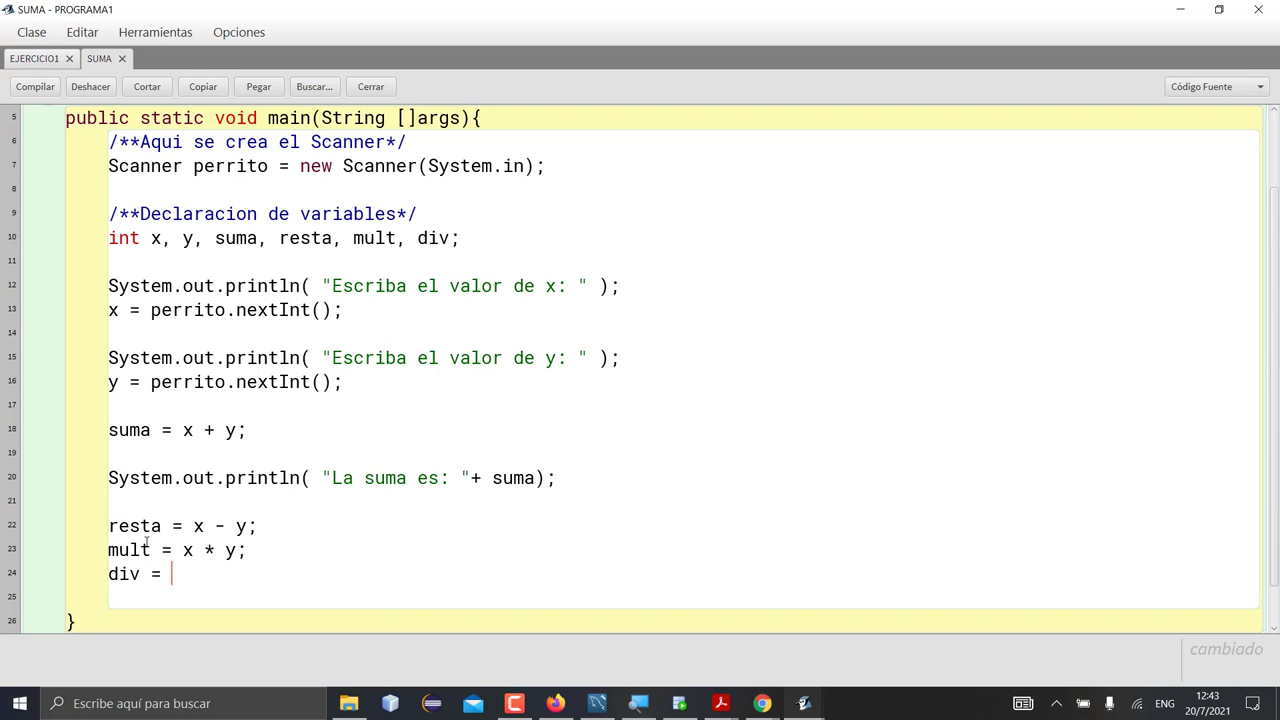 SUMA - PROGRAMA1
Clase Editar Herramientas Opciones
EJERCICIO1 SUMA
Compilar Deshacer Cortar Copiar Pegar Buscar... Cerrar Código Fuente
5 public static void main(String []args){
6 /**Aqui se crea el Scanner*/
7 Scanner perrito = new Scanner(System.in);
8
9 /**Declaracion de variables*/
10 int x, y, suma, resta, mult, div;
11
12 System.out.println( "Escriba el valor de x: " );
13 x = perrito.nextInt();
14
15 System.out.println( "Escriba el valor de y: " );
16 y = perrito.nextInt();
17
18 suma = x + y;
19
20 System.out.println( "La suma es: "+ suma);
21
22 resta = x - y;
23 mult = x * y;
24 div =
25
26 }
cambiado
Escribe aquí para buscar
ENG
12:43
20/7/2021